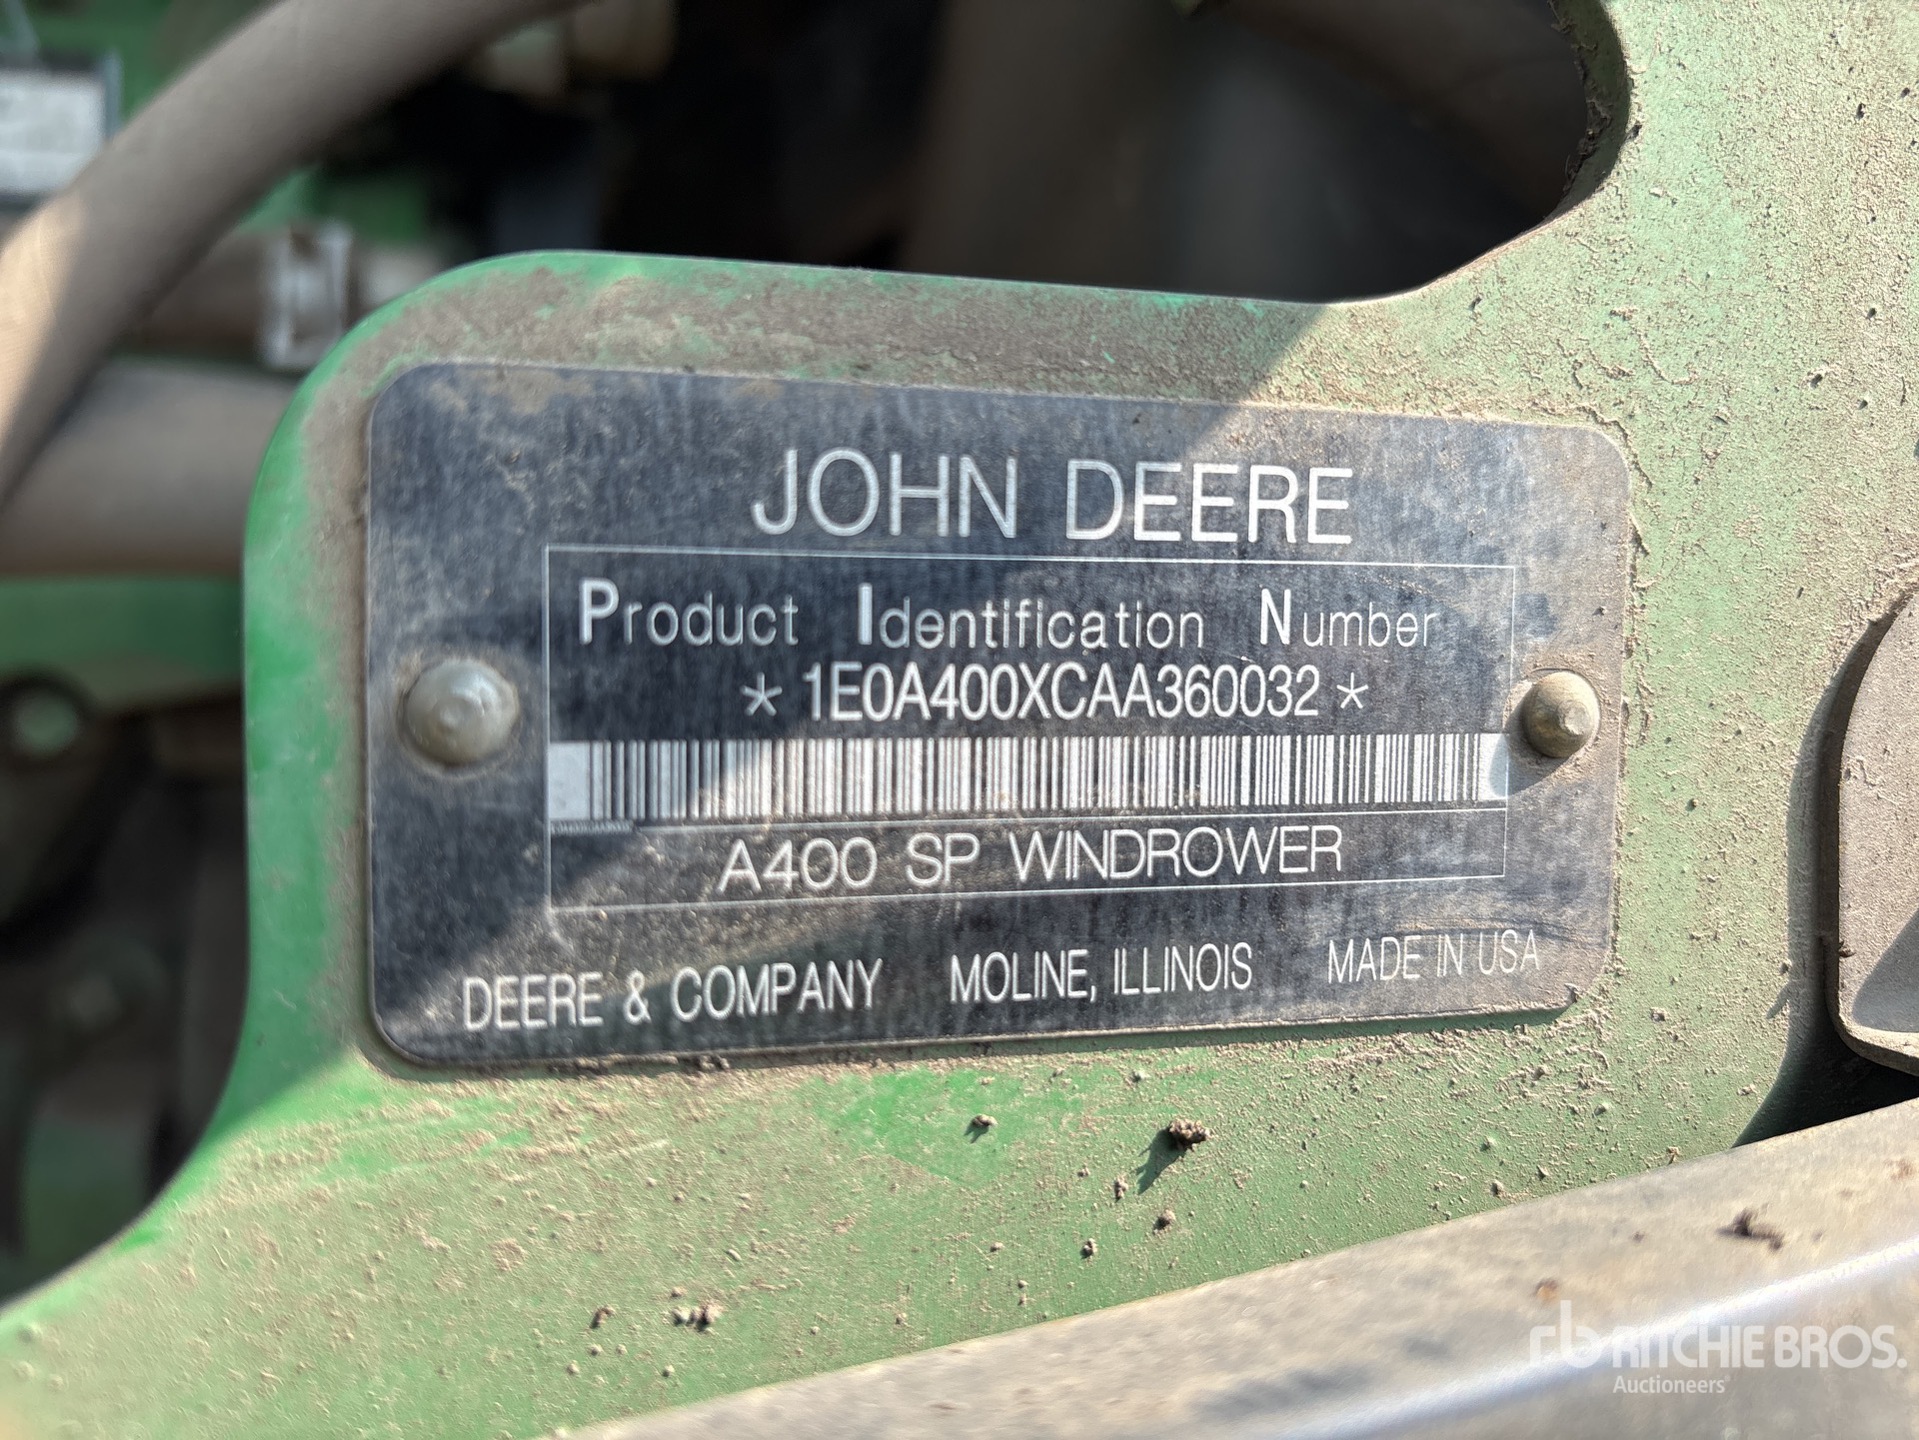 JOHN DEERE
Product Identification Number
*1E0A400XCAA360032*
A400 SP WINDROWER
DEERE & COMPANY MOLINE, ILLINOIS MADE IN USA
rb RITCHIE BROS.
Auctioneers